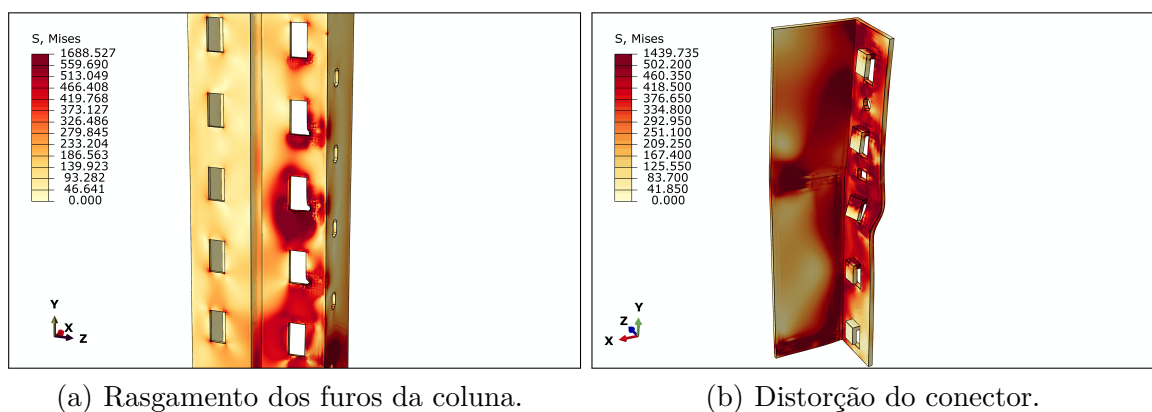 S, Mises
1688.527
559.690
513.049
466.408
419.768
373.127
326.486
279.845
233.204
186.563
139.923
93.282
46.641
0.000
Y
X
Z
(a) Rasgamento dos furos da coluna.
S, Mises
1439.735
502.200
460.350
418.500
376.650
334.800
292.950
251.100
209.250
167.400
125.550
83.700
41.850
0.000
Y
Z
X
(b) Distorção do conector.